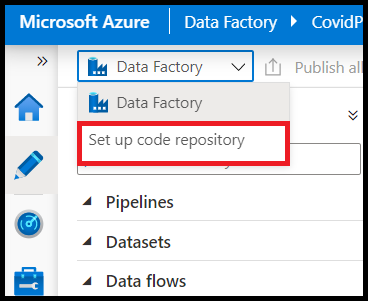 Microsoft Azure Data Factory CovidP
Data Factory Publish all
Data Factory
Set up code repository
Pipelines
Datasets
Data flows